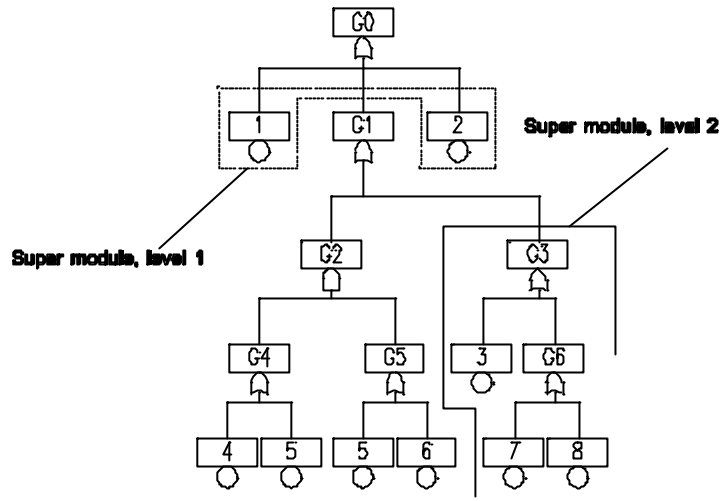 G0
1
G1
2
Super module, level 2
Super module, level 1
G2
G3
G4
G5
3
G6
4
5
5
6
7
8